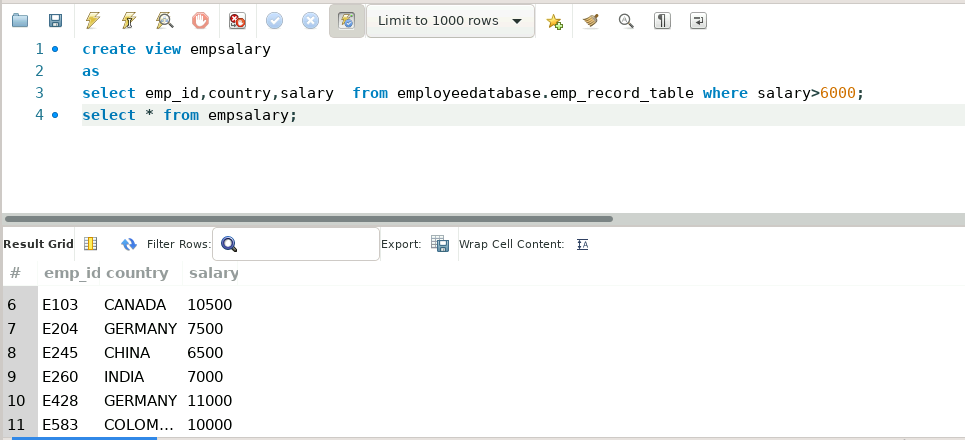 Limit to 1000 rows
1 create view empsalary
2 as
3 select emp_id,country,salary  from employeedatabase.emp_record_table where salary>6000;
4 select * from empsalary;
Result Grid Filter Rows: Export: Wrap Cell Content:
# emp_id country salary
6 E103 CANADA 10500
7 E204 GERMANY 7500
8 E245 CHINA 6500
9 E260 INDIA 7000
10 E428 GERMANY 11000
11 E583 COLOM... 10000